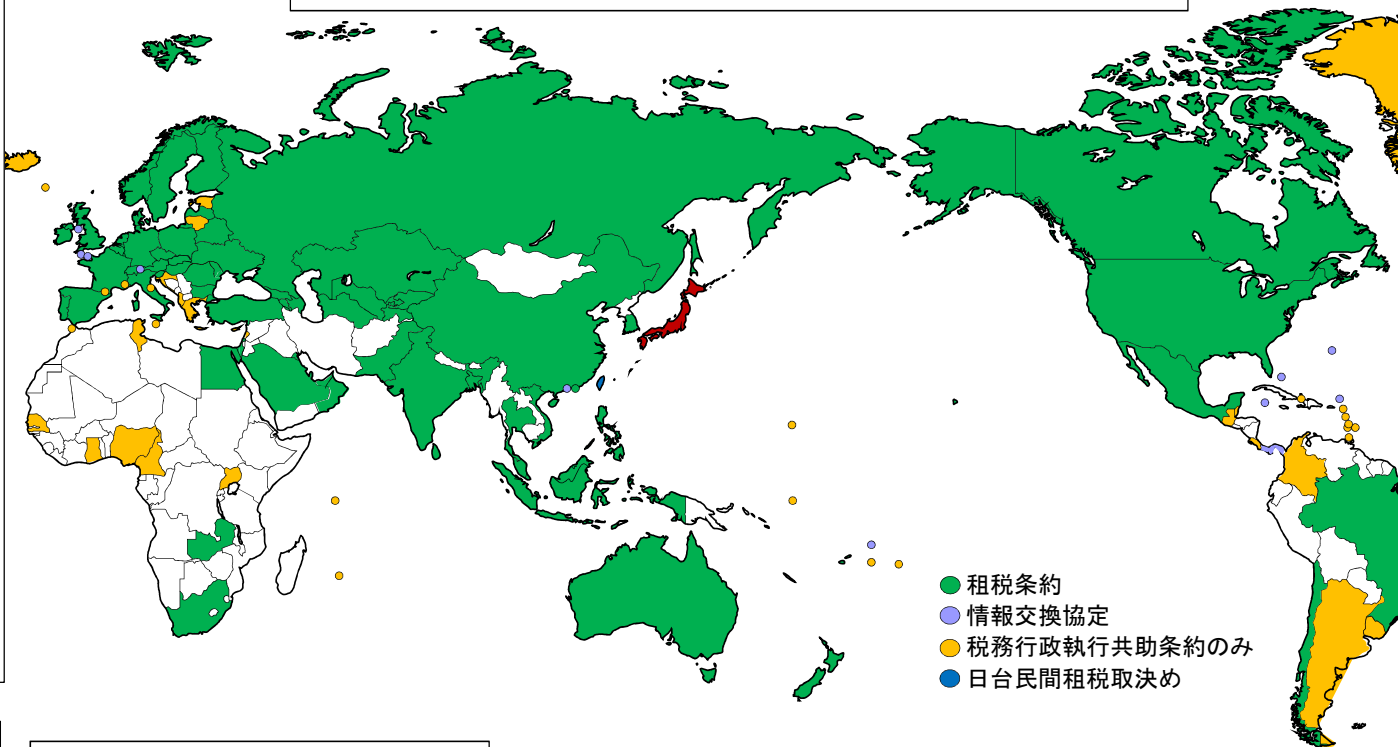 租税条約
情報交換協定
税務行政執行共助条約のみ
日台民間租税取決め